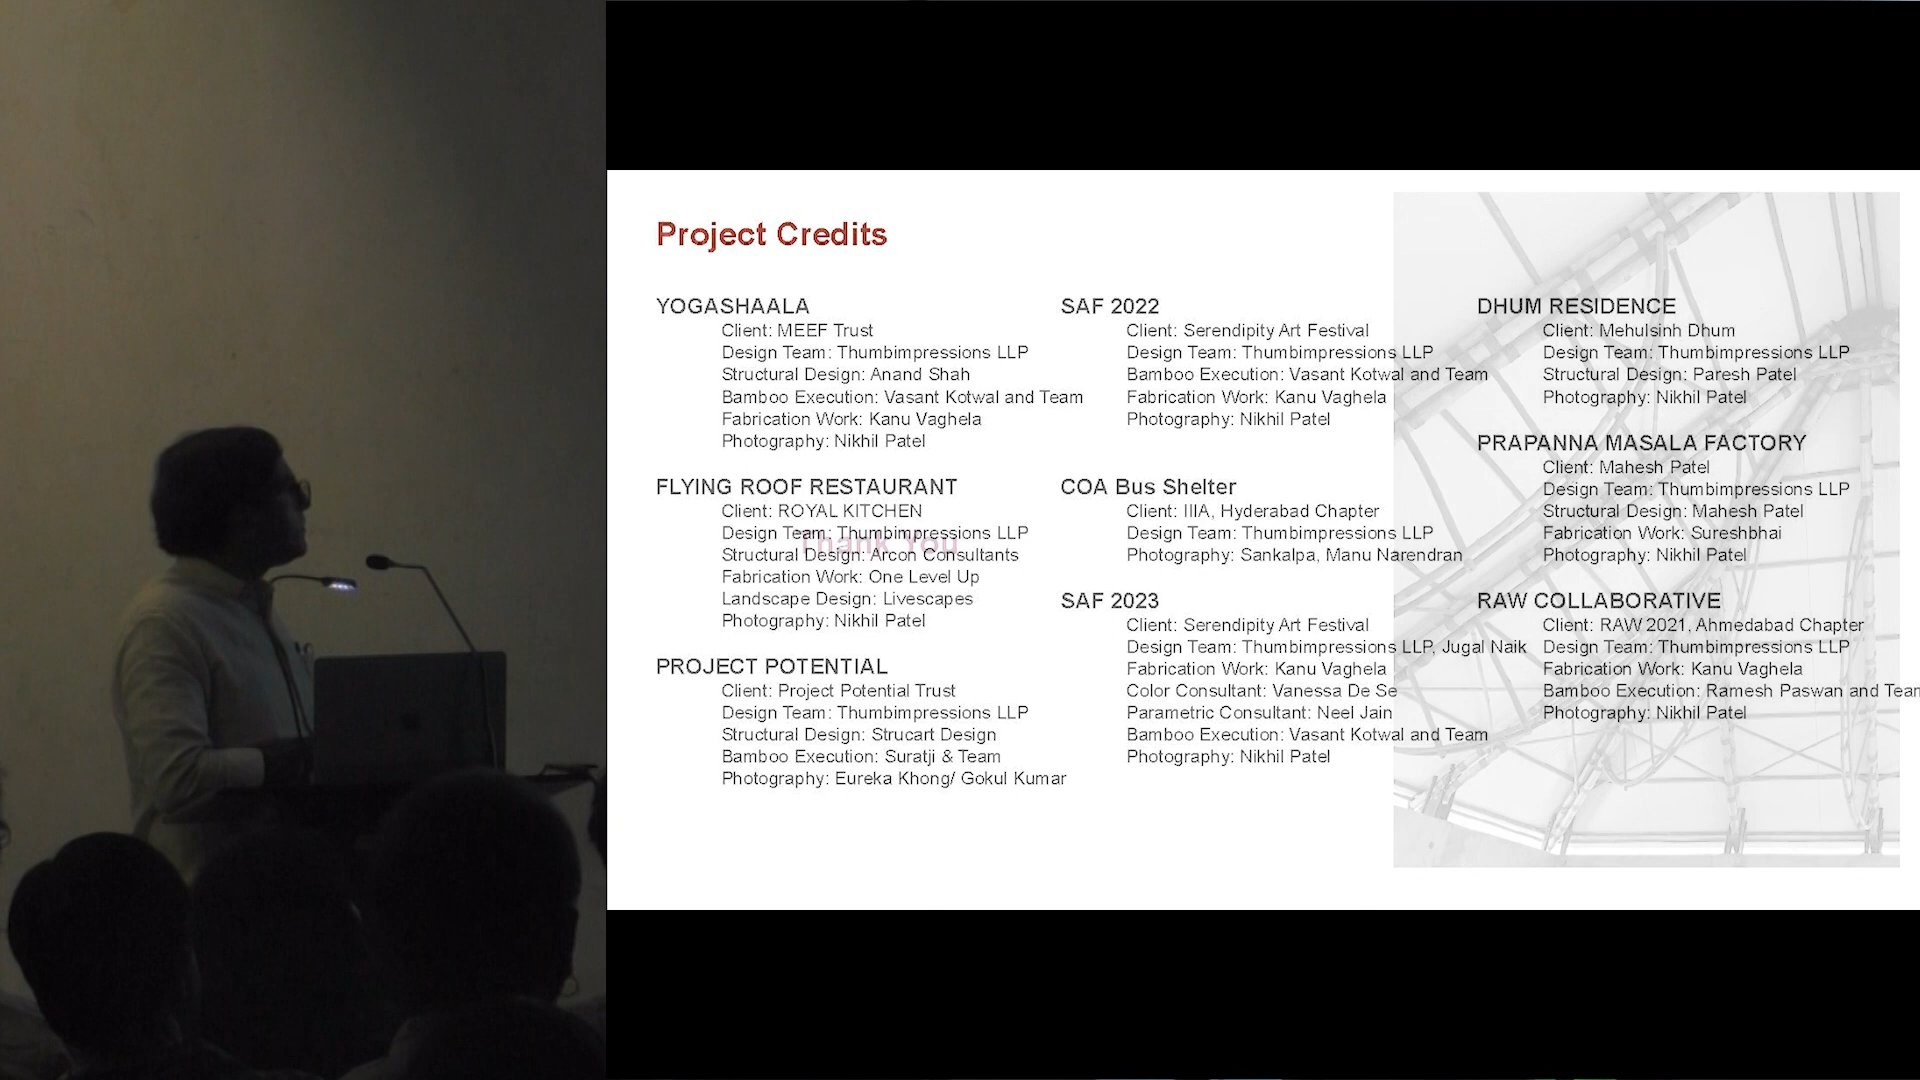 Project Credits
YOGASHAALA
Client: MEEF Trust
Design Team: Thumbimpressions LLP
Structural Design: Anand Shah
Bamboo Execution: Vasant Kotwal and Team
Fabrication Work: Kanu Vaghela
Photography: Nikhil Patel
FLYING ROOF RESTAURANT
Client: ROYAL KITCHEN
Design Team: Thumbimpressions LLP
Thank You
Structural Design: Arcon Consultants
Fabrication Work: One Level Up
Landscape Design: Livescapes
Photography: Nikhil Patel
PROJECT POTENTIAL
Client: Project Potential Trust
Design Team: Thumbimpressions LLP
Structural Design: Strucart Design
Bamboo Execution: Suratji & Team
Photography: Eureka Khong/ Gokul Kumar
SAF 2022
Client: Serendipity Art Festival
Design Team: Thumbimpressions LLP
Bamboo Execution: Vasant Kotwal and Team
Fabrication Work: Kanu Vaghela
Photography: Nikhil Patel
COA Bus Shelter
Client: IIIA, Hyderabad Chapter
Design Team: Thumbimpressions LLP
Photography: Sankalpa, Manu Narendran
SAF 2023
Client: Serendipity Art Festival
Design Team: Thumbimpressions LLP, Jugal Naik
Fabrication Work: Kanu Vaghela
Color Consultant: Vanessa De Se
Parametric Consultant: Neel Jain
Bamboo Execution: Vasant Kotwal and Team
Photography: Nikhil Patel
DHUM RESIDENCE
Client: Mehulsinh Dhum
Design Team: Thumbimpressions LLP
Structural Design: Paresh Patel
Photography: Nikhil Patel
PRAPANNA MASALA FACTORY
Client: Mahesh Patel
Design Team: Thumbimpressions LLP
Structural Design: Mahesh Patel
Fabrication Work: Sureshbhai
Photography: Nikhil Patel
RAW COLLABORATIVE
Client: RAW 2021, Ahmedabad Chapter
Design Team: Thumbimpressions LLP
Fabrication Work: Kanu Vaghela
Bamboo Execution: Ramesh Paswan and Team
Photography: Nikhil Patel